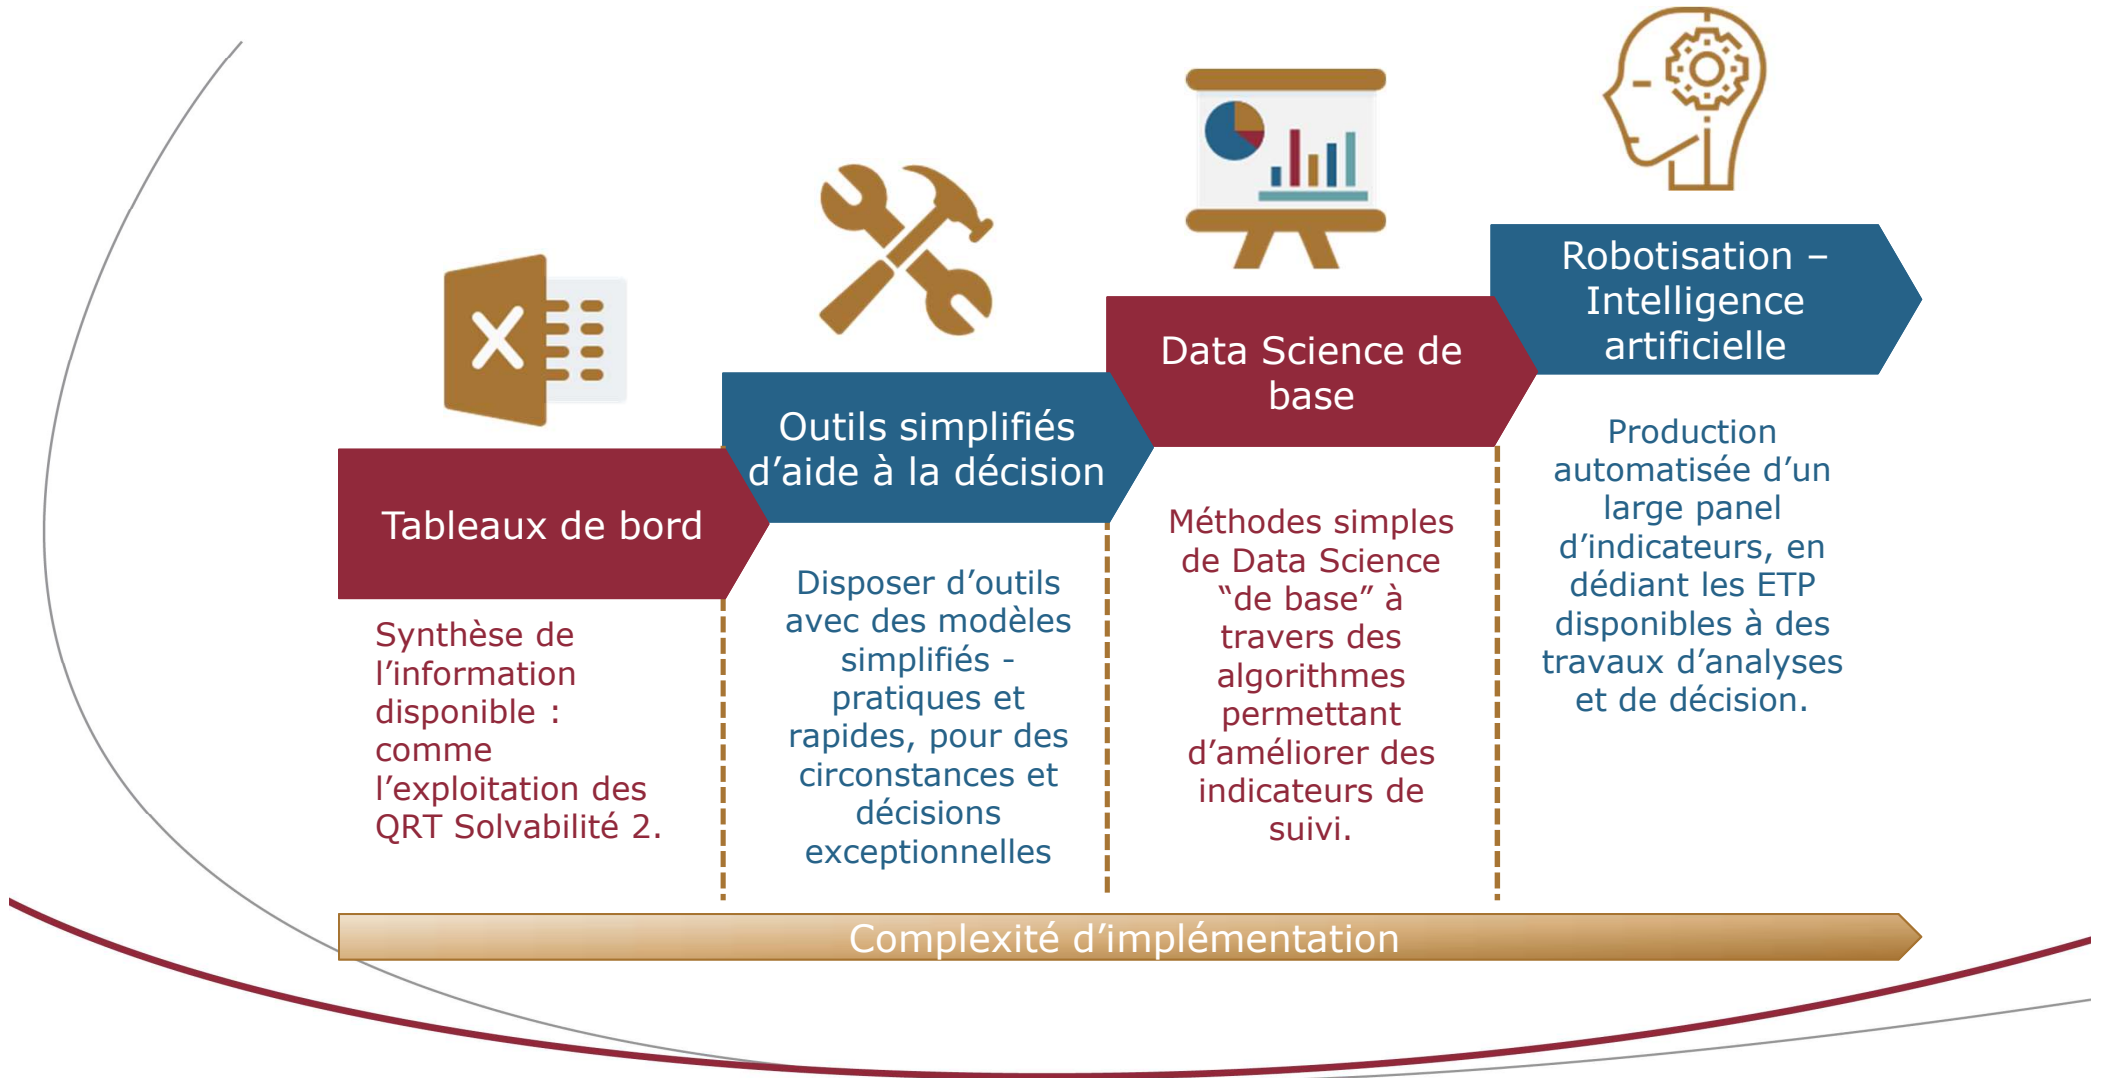 X
Tableaux de bord
Synthèse de
l’information
disponible :
comme
l’exploitation des
QRT Solvabilité 2.
Outils simplifiés
d’aide à la décision
Disposer d’outils
avec des modèles
simplifiés -
pratiques et
rapides, pour des
circonstances et
décisions
exceptionnelles
Data Science de
base
Méthodes simples
de Data Science
“de base” à
travers des
algorithmes
permettant
d’améliorer des
indicateurs de
suivi.
Robotisation –
Intelligence
artificielle
Production
automatisée d’un
large panel
d’indicateurs, en
dédiant les ETP
disponibles à des
travaux d’analyses
et de décision.
Complexité d’implémentation